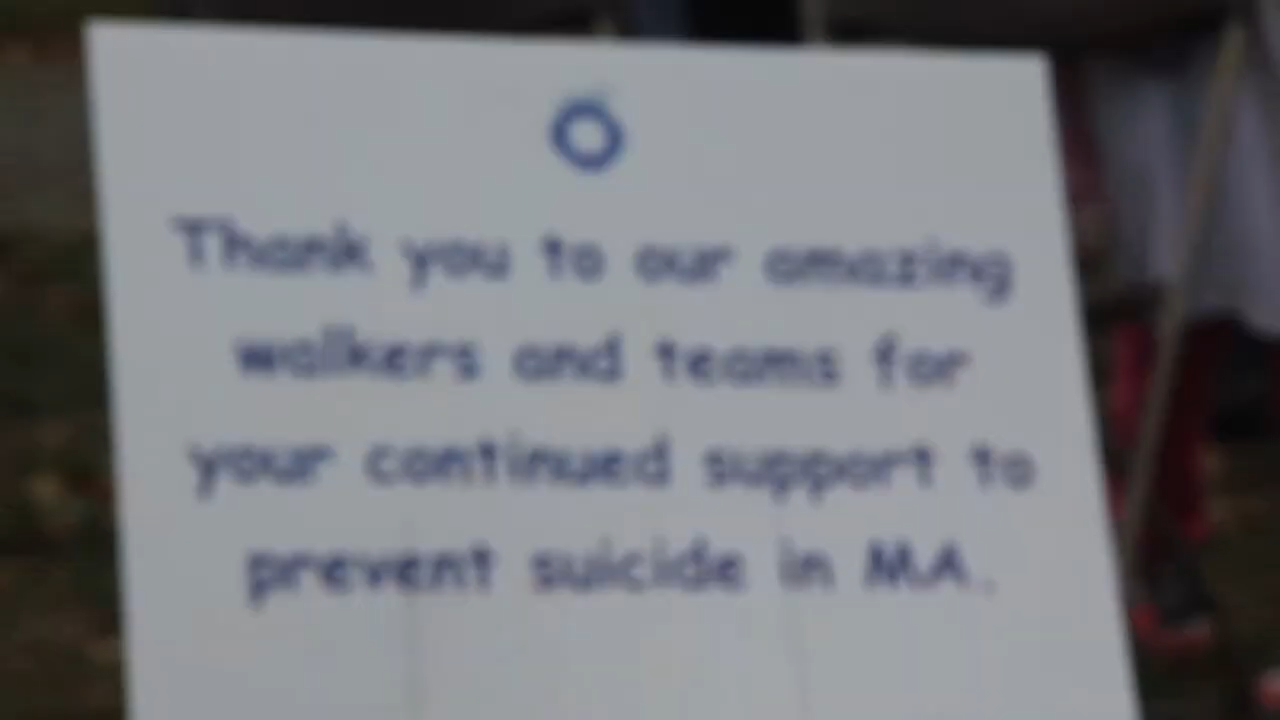 Thank you to our amazing
walkers and teams for
your continued support to
prevent suicide in MA.